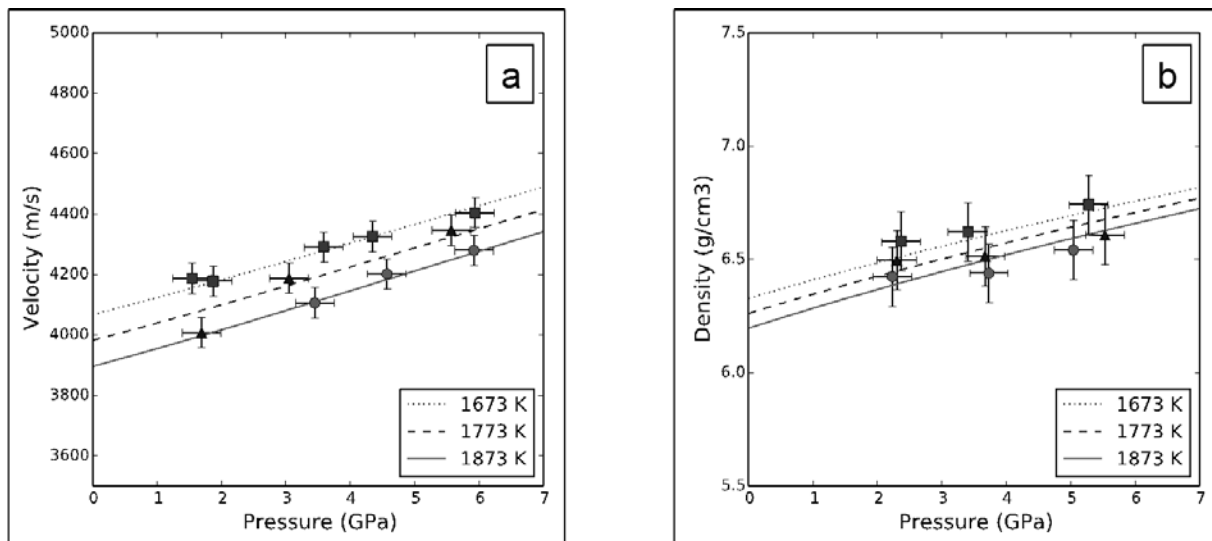 a
5000
4800
4600
4400
4200
4000
3800
3600
Velocity (m/s)
0 1 2 3 4 5 6 7
Pressure (GPa)
1673 K
1773 K
1873 K
b
7.5
7.0
6.5
6.0
5.5
Density (g/cm3)
0 1 2 3 4 5 6 7
Pressure (GPa)
1673 K
1773 K
1873 K